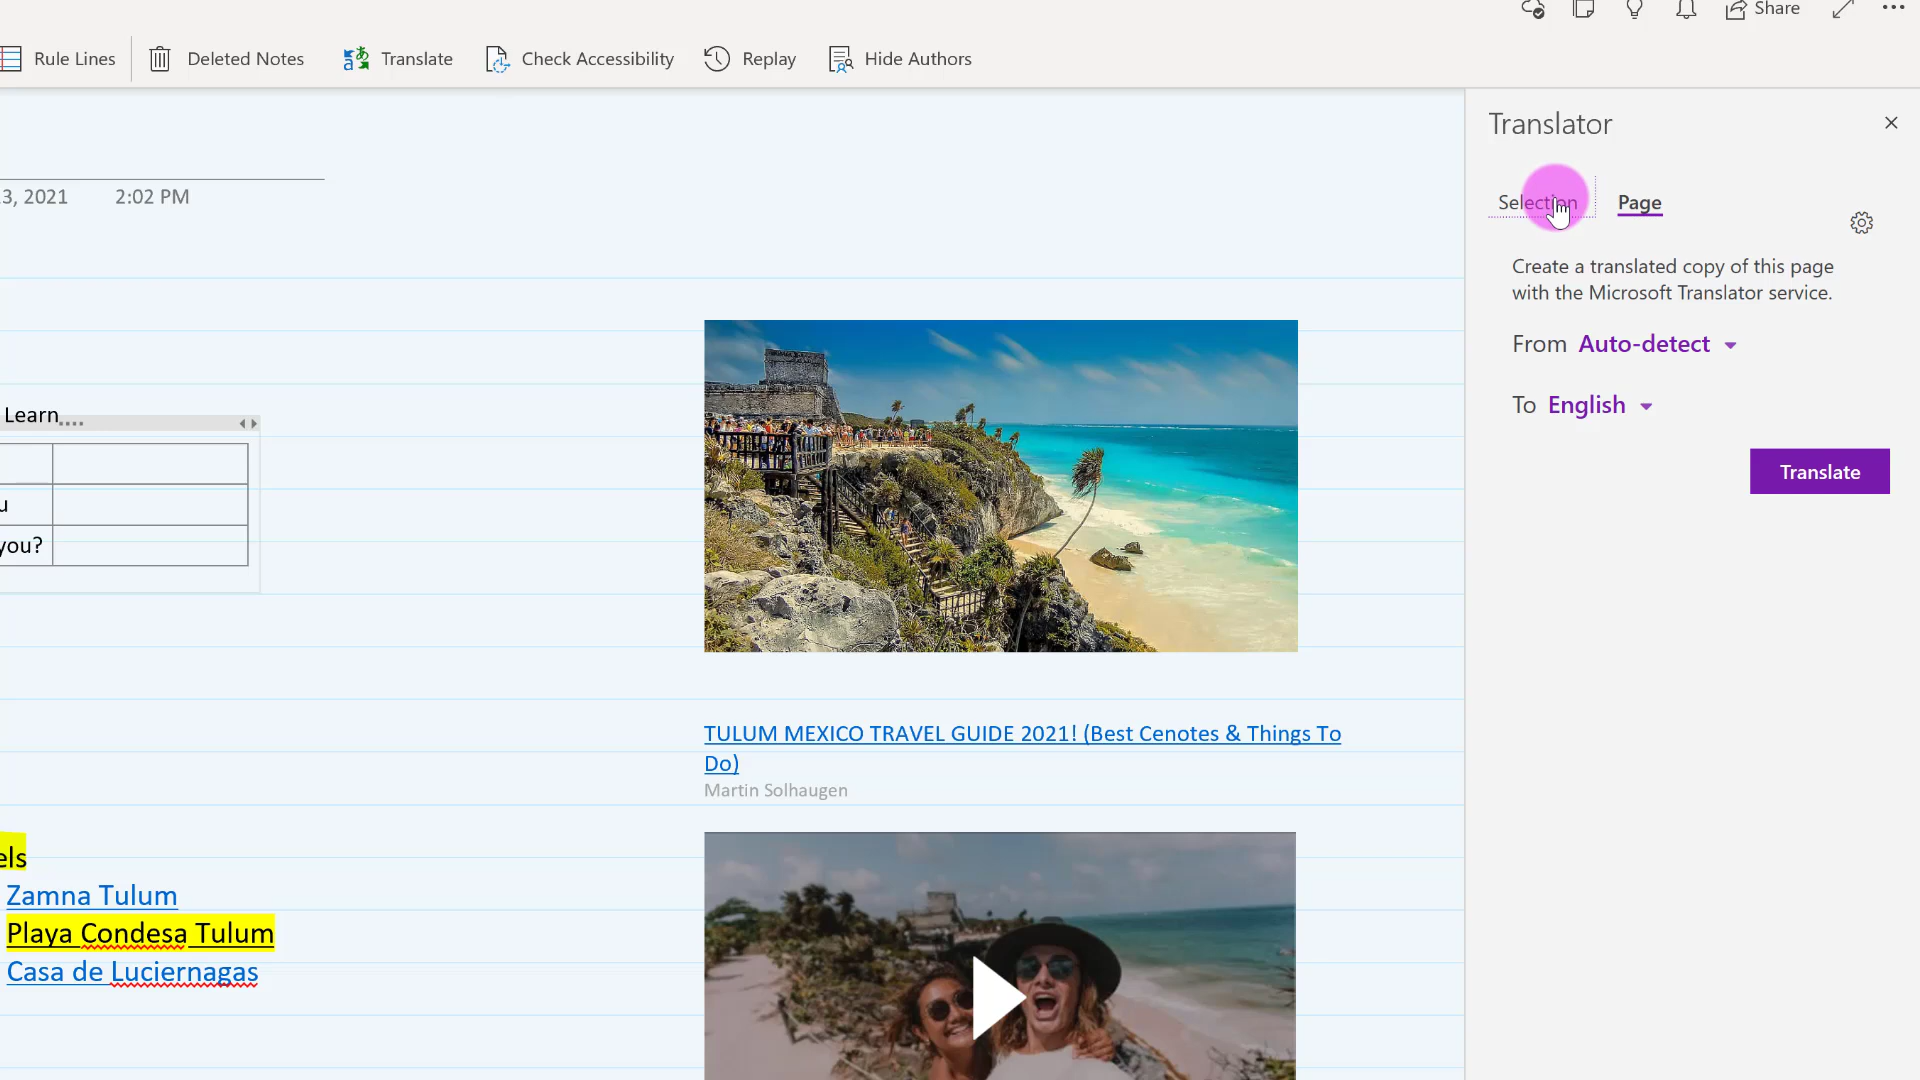 Share
Rule Lines
Deleted Notes
Translate
Check Accessibility
Replay
Hide Authors
Translator
Selection
Page
Create a translated copy of this page
with the Microsoft Translator service.
From Auto-detect
To English
Translate
3, 2021 2:02 PM
Learn
u
you?
TULUM MEXICO TRAVEL GUIDE 2021! (Best Cenotes & Things To
Do)
Martin Solhaugen
els
Zamna Tulum
Playa Condesa Tulum
Casa de Luciernagas